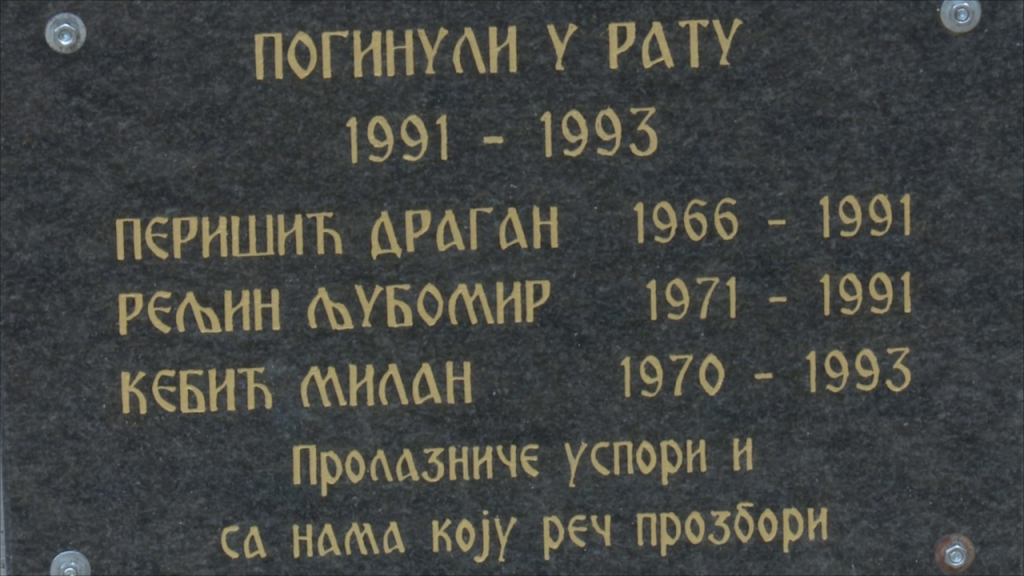 ПОГИНУЛИ У РАТУ
1991 - 1993
ПЕРИШИЋ ДРАГАН 1966 - 1991
РЕЉИН ЉУБОМИР 1971 - 1991
КЕБИЋ МИЛАН 1970 - 1993
Пролазниче успори и
са нама коју реч прозбори